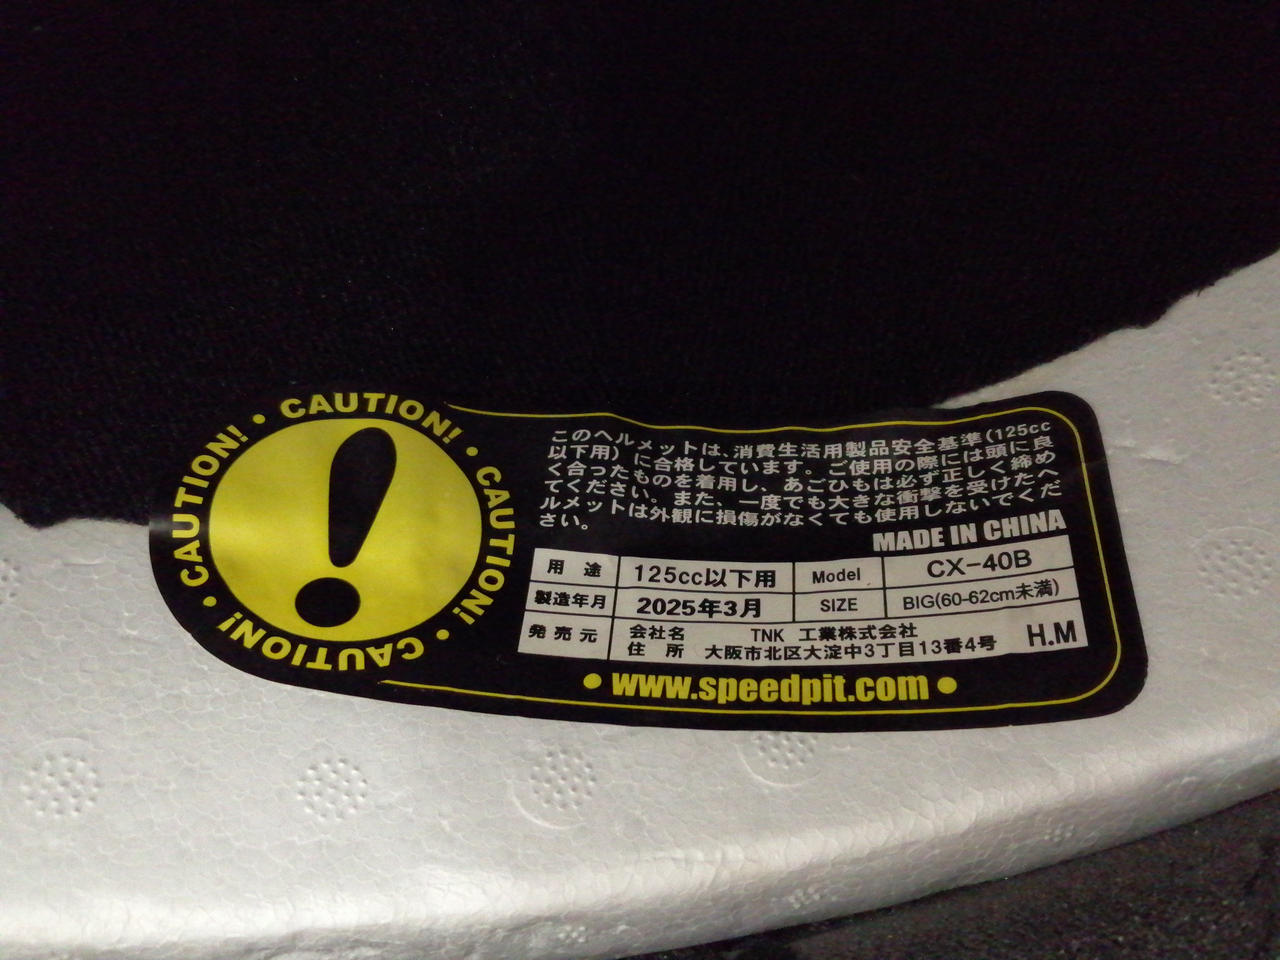 CAUTION! • CAUTION! • CAUTION! • CAUTION! •
このヘルメットは、消費生活用製品安全基準(125cc
以下用)に合格しています。ご使用の際には頭に良
く合ったものを着用し、あごひもは必ず正しく締め
てください。また、一度でも大きな衝撃を受けたヘ
ルメットは外観に損傷がなくても使用しないでくだ
さい。
MADE IN CHINA
用途 125cc以下用 Model CX-40B
製造年月 2025年3月 SIZE BIG(60-62cm未満)
発売元 会社名 TNK 工業株式会社
住所 大阪市北区大淀中3丁目13番4号 H.M
• www.speedpit.com •